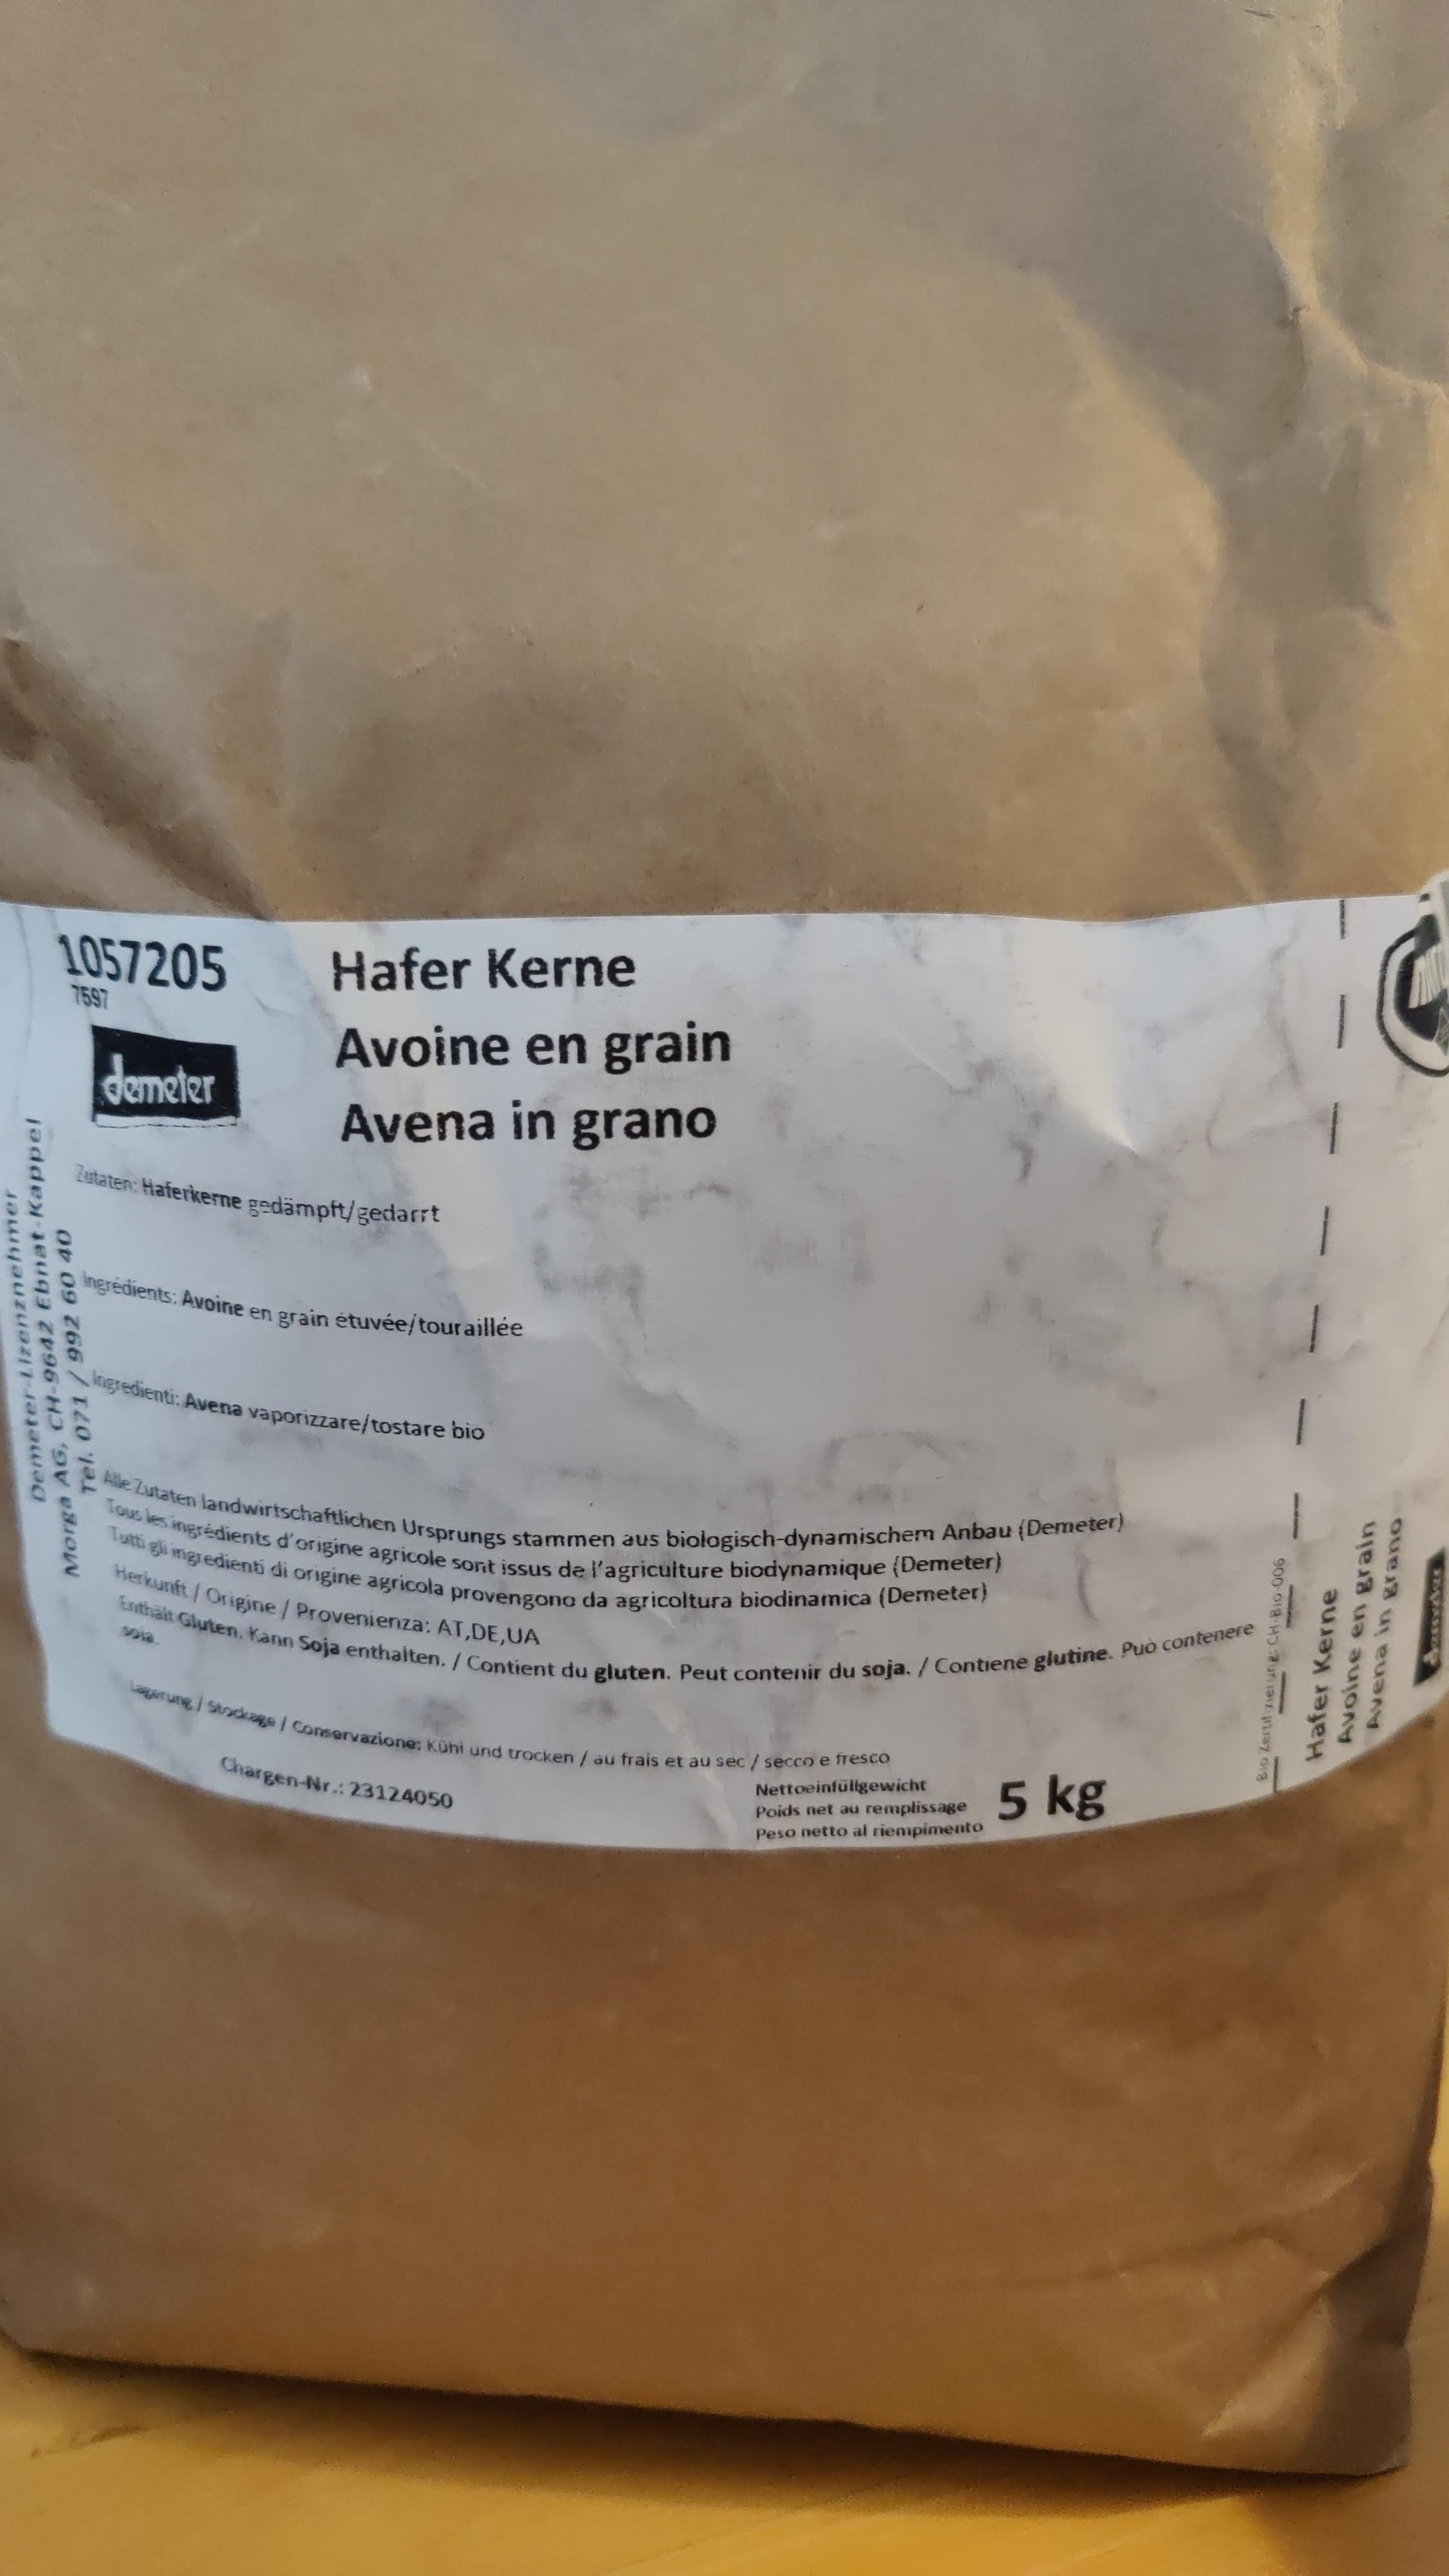 1057205
7597
demeter
Hafer Kerne
Avoine en grain
Avena in grano
Zutaten: Haferkerne gedämpft/gedarrt
Ingrédients: Avoine en grain étuvée/touraillée
Ingredienti: Avena vaporizzare/tostare bio
Alle Zutaten landwirtschaftlichen Ursprungs stammen aus biologisch-dynamischem Anbau (Demeter)
Tous les ingrédients d'origine agricole sont issus de l'agriculture biodynamique (Demeter)
Tutti gli ingredienti di origine agricola provengono da agricoltura biodinamica (Demeter)
Herkunft / Origine / Provenienza: AT,DE,UA
Enthält Gluten. Kann Soja enthalten. / Contient du gluten. Peut contenir du soja. / Contiene glutine. Può contenere
soia.
Lagerung / Stockage / Conservazione: Kühl und trocken / au frais et au sec / secco e fresco
Chargen-Nr.: 23124050
Nettoeinfüllgewicht
Poids net au remplissage
Peso netto al riempimento
5 kg
Demeter-Lizenznehmer
Morga AG, CH-9642 Ebnat-Kappel
Tel. 071 / 992 60 40
Bio Zertifizierung: CH-Bio-006
Hafer Kerne
Avoine en grain
Avena in grano